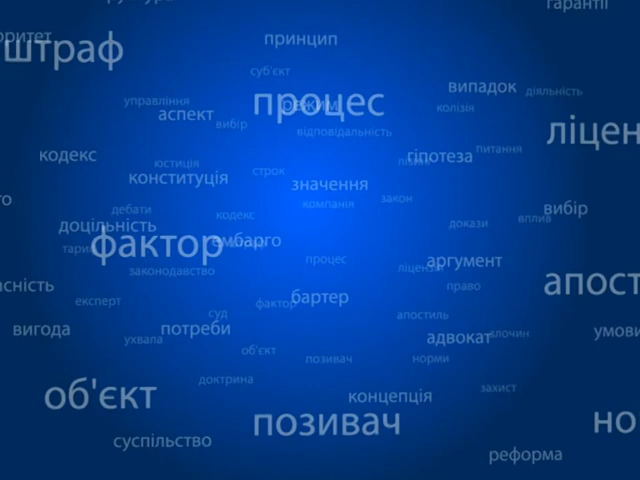 гарантії
штраф
принцип
суб'єкт
випадок
діяльність
управління
процес
режим
колізія
аспект
вибір
відповідальність
ліцен
кодекс
юстиція
гіпотеза
питання
строк
конституція
значення
компанія
закон
дебати
кодекс
вибір
доцільність
докази
вплив
фактор
ембарго
процес
аргумент
законодавство
ліцензі
право
апост
експерт
фактор
бартер
суд
апостиль
вигода
потреби
умови
ухвала
адвокат
злочин
об'єкт
позивач
норми
доктрина
захист
об'єкт
концепція
позивач
но
суспільство
реформа